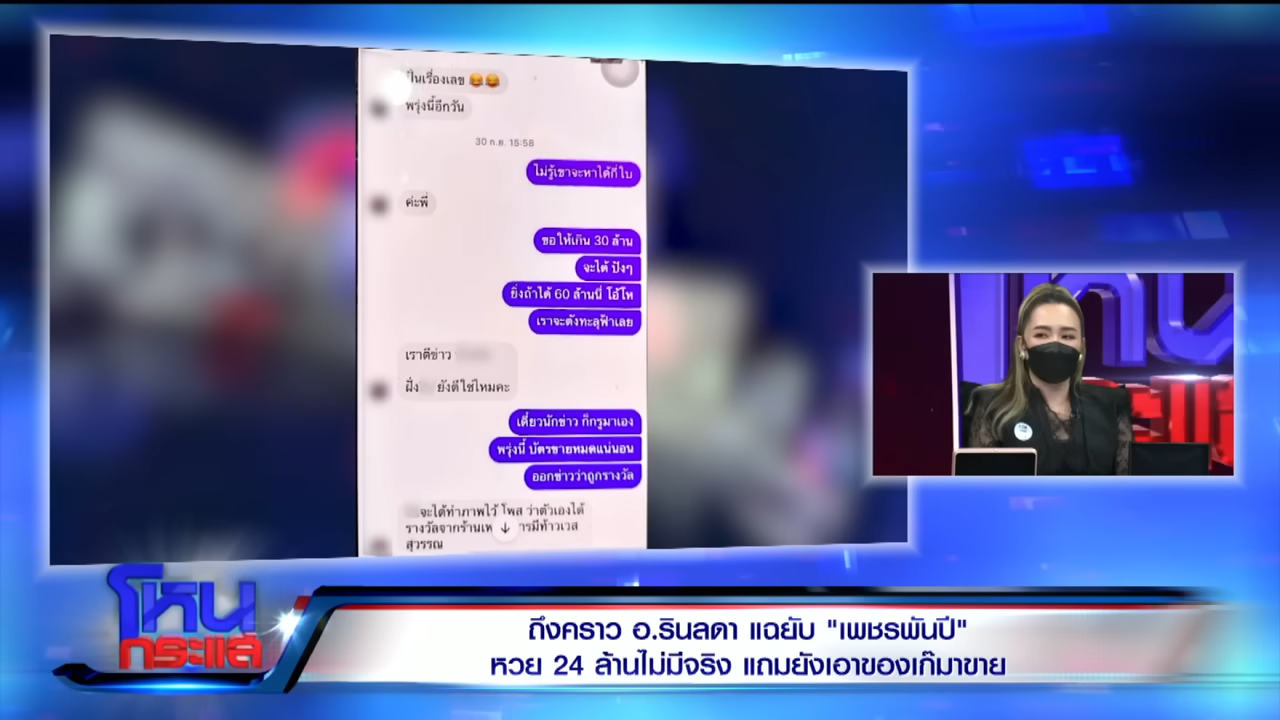 ป็นเรื่องเลข 😂😂
พรุ่งนี้อีกวัน
30 ก.ย. 15:58
ไม่รู้เขาจะหาได้กี่ใบ
ค่ะพี่
ขอให้เกิน 30 ล้าน
จะได้ ปังๆ
ยิ่งถ้าได้ 60 ล้านนี่ โอ้โห
เราจะดังทะลุฟ้าเลย
เราตีข่าว
ฝั่ง ยังตีใช่ไหมคะ
เดี๋ยวนักข่าว ก็กรูมาเอง
พรุ่งนี้ บัตรขายหมดแน่นอน
ออกข่าวว่าถูกรางวัล
จะได้ทำภาพไว้ โพส ว่าตัวเองได้
รางวัลจากร้านเห ารมีท้าวเวส
สุวรรณ
โหนกระแส
ถึงคราว อ.รินลดา แฉยับ "เพชรพันปี"
หวย 24 ล้านไม่มีจริง แถมยังเอาของเก๊มาขาย